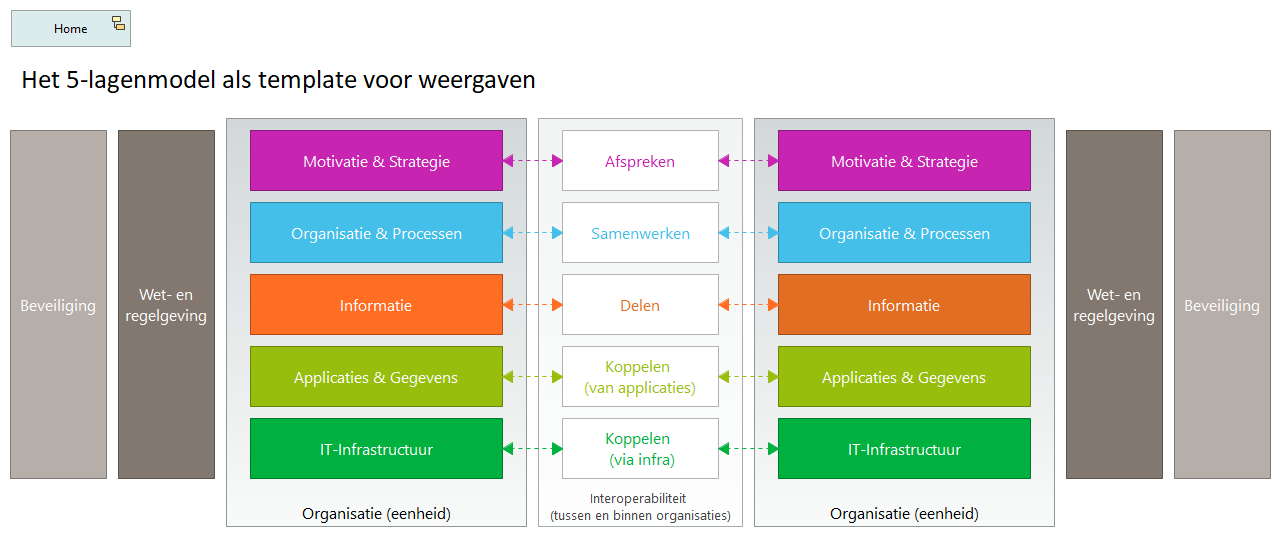 Home
Het 5-lagenmodel als template voor weergaven
Beveiliging
Wet- en
regelgeving
Motivatie & Strategie
Organisatie & Processen
Informatie
Applicaties & Gegevens
IT-Infrastructuur
Organisatie (eenheid)
Afspreken
Samenwerken
Delen
Koppelen
(van applicaties)
Koppelen
(via infra)
Interoperabiliteit
(tussen en binnen organisaties)
Motivatie & Strategie
Organisatie & Processen
Informatie
Applicaties & Gegevens
IT-Infrastructuur
Organisatie (eenheid)
Wet- en
regelgeving
Beveiliging